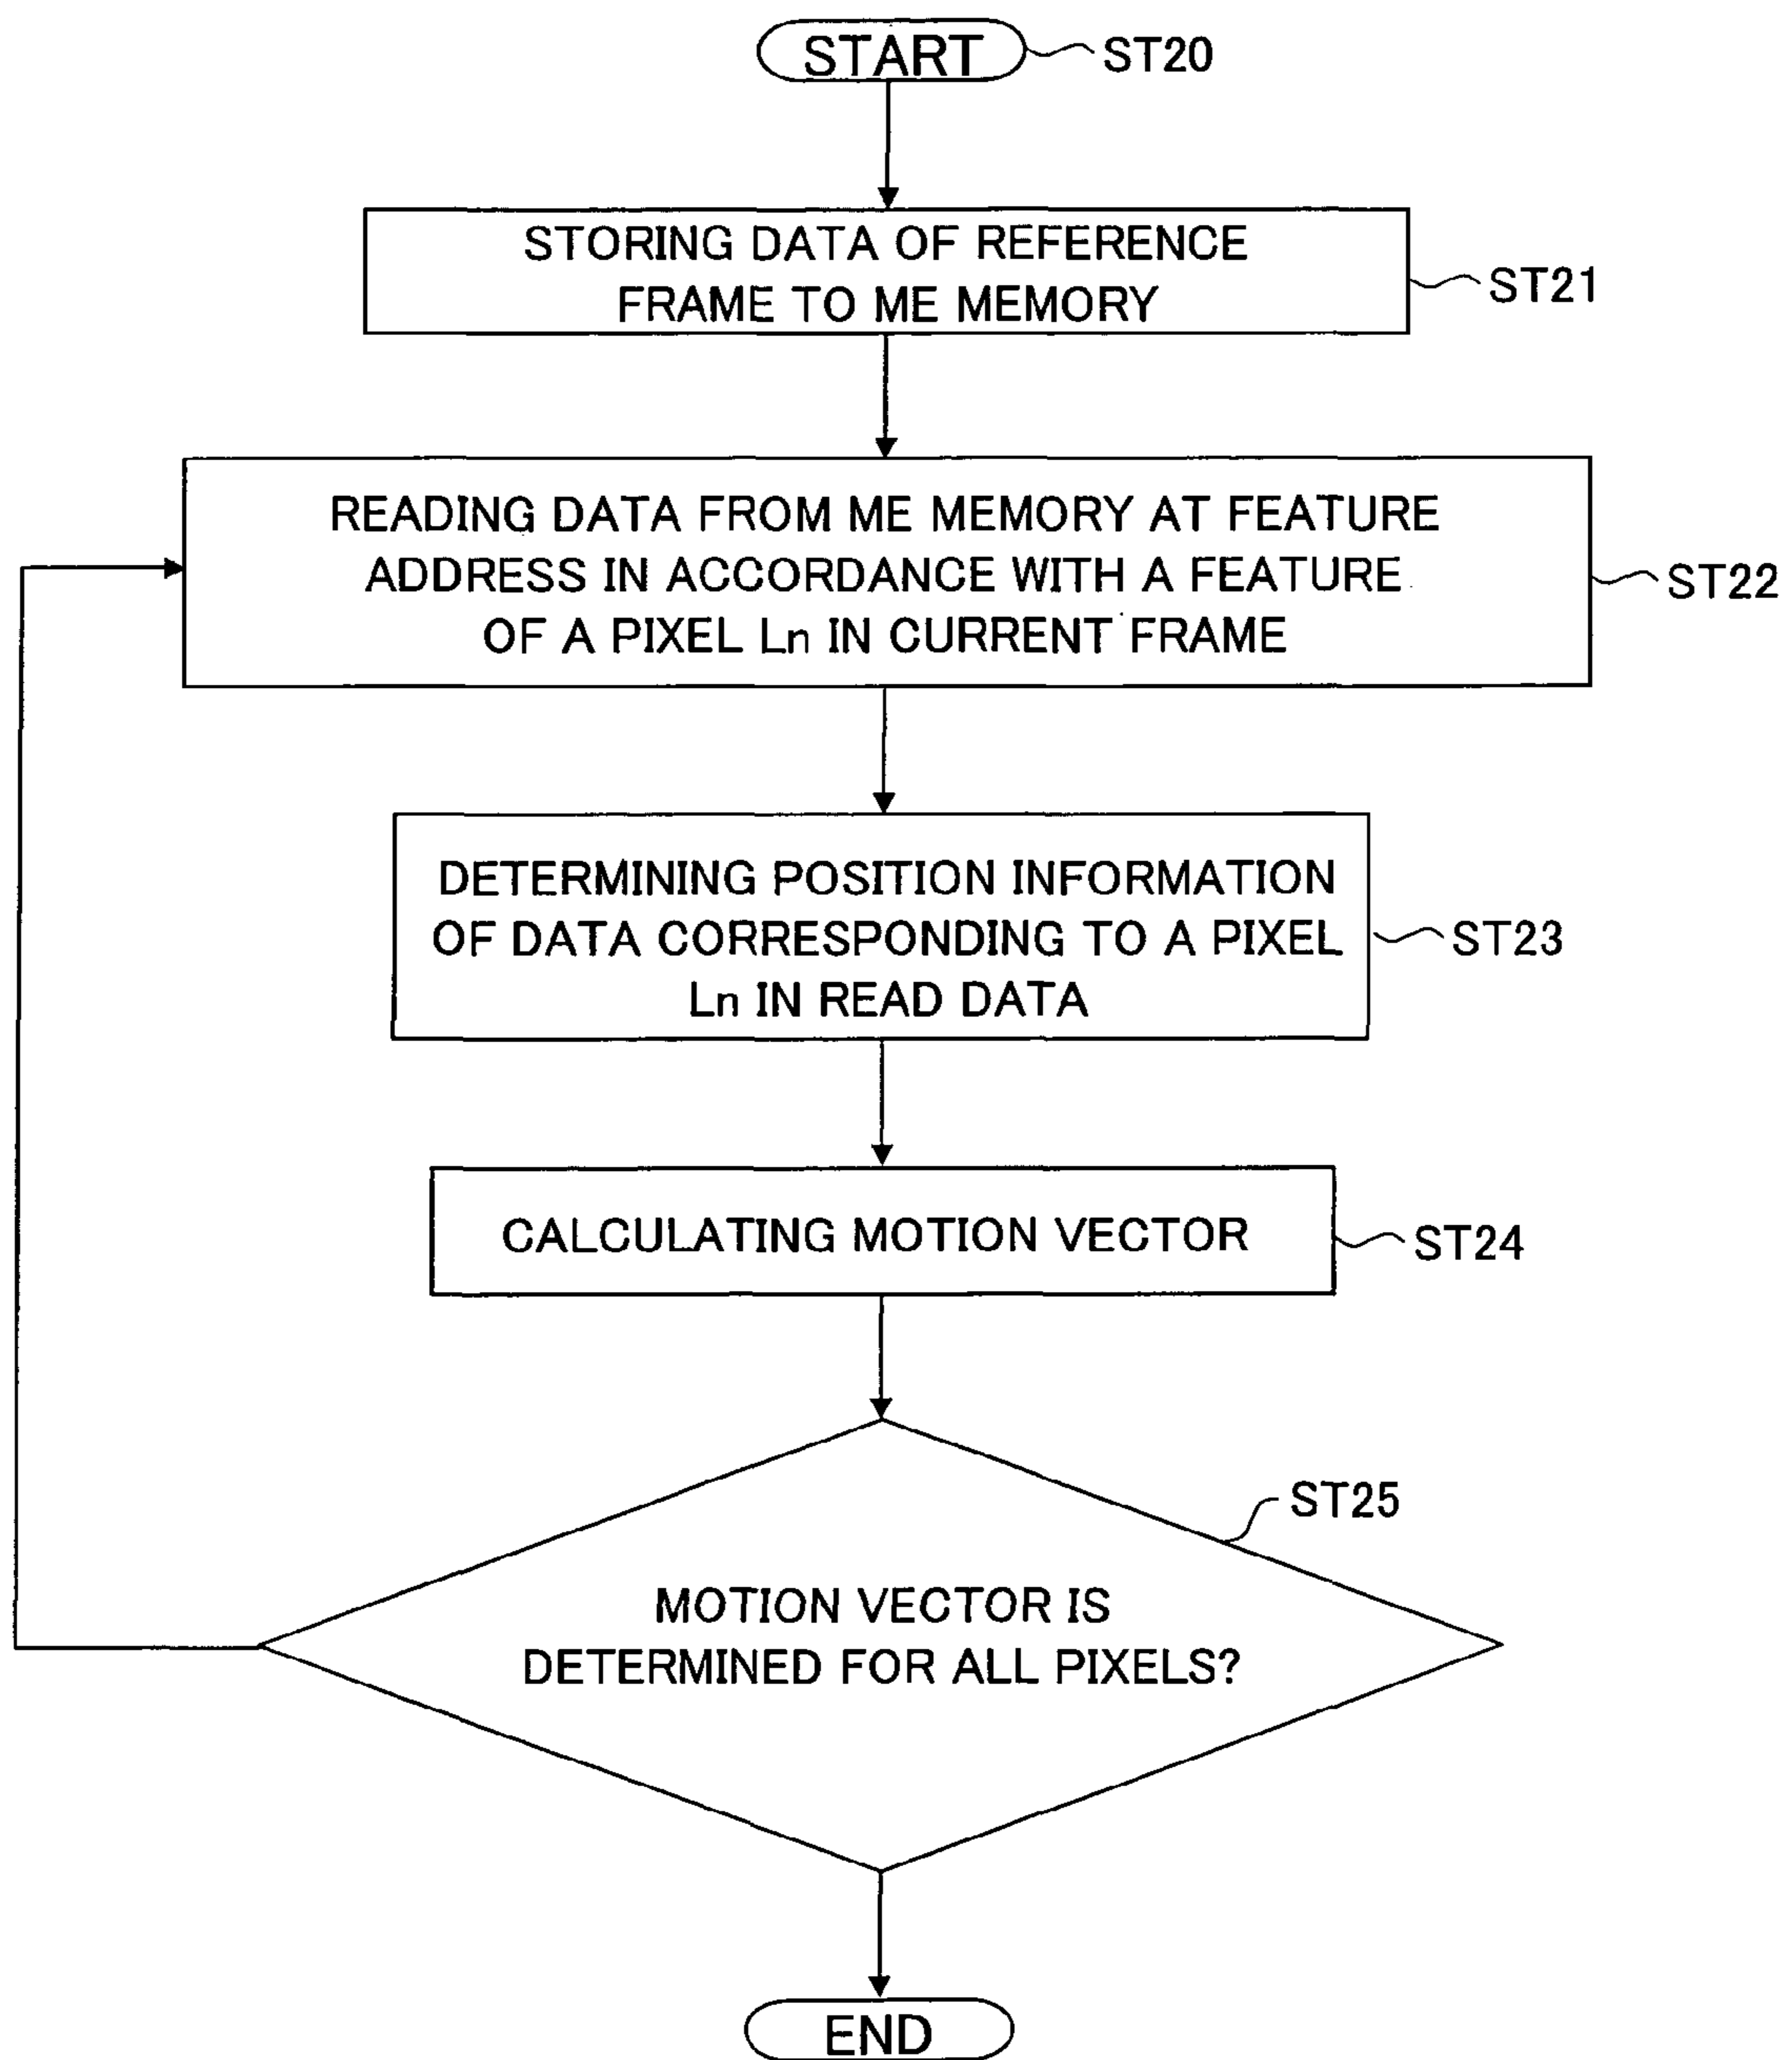 START
ST20
STORING DATA OF REFERENCE
FRAME TO ME MEMORY
ST21
READING DATA FROM ME MEMORY AT FEATURE
ADDRESS IN ACCORDANCE WITH A FEATURE
OF A PIXEL Ln IN CURRENT FRAME
ST22
DETERMINING POSITION INFORMATION
OF DATA CORRESPONDING TO A PIXEL
Ln IN READ DATA
ST23
CALCULATING MOTION VECTOR
ST24
ST25
MOTION VECTOR IS
DETERMINED FOR ALL PIXELS?
END